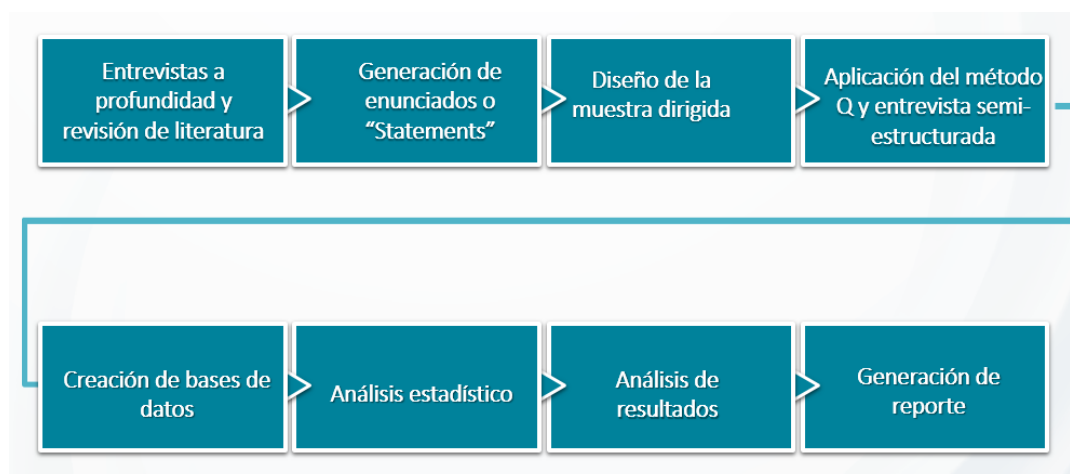 Entrevistas a
profundidad y
revisión de literatura
Generación de
enunciados o
“Statements”
Diseño de la
muestra dirigida
Aplicación del método
Q y entrevista semi-
estructurada
Creación de bases de
datos
Análisis estadístico
Análisis de
resultados
Generación de
reporte